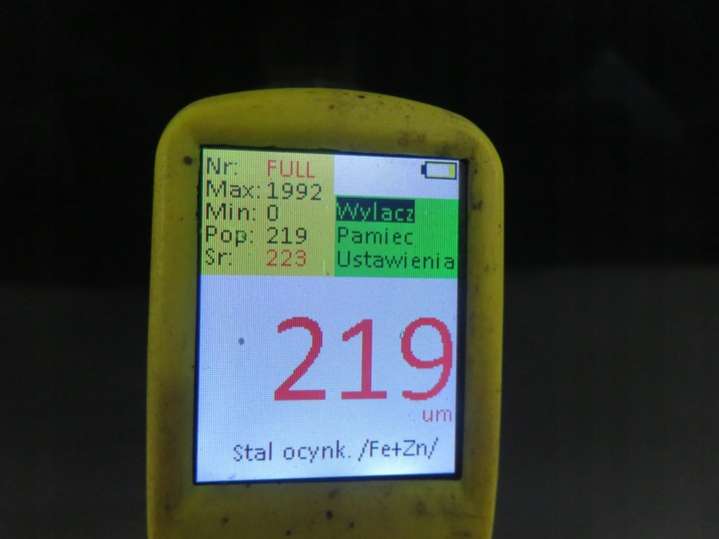 Nr: FULL
Max: 1992
Min: 0
Pop: 219
Sr: 223
Wylacz
Pamiec
Ustawienia
219
um
Stal ocynk. /Fe+Zn/